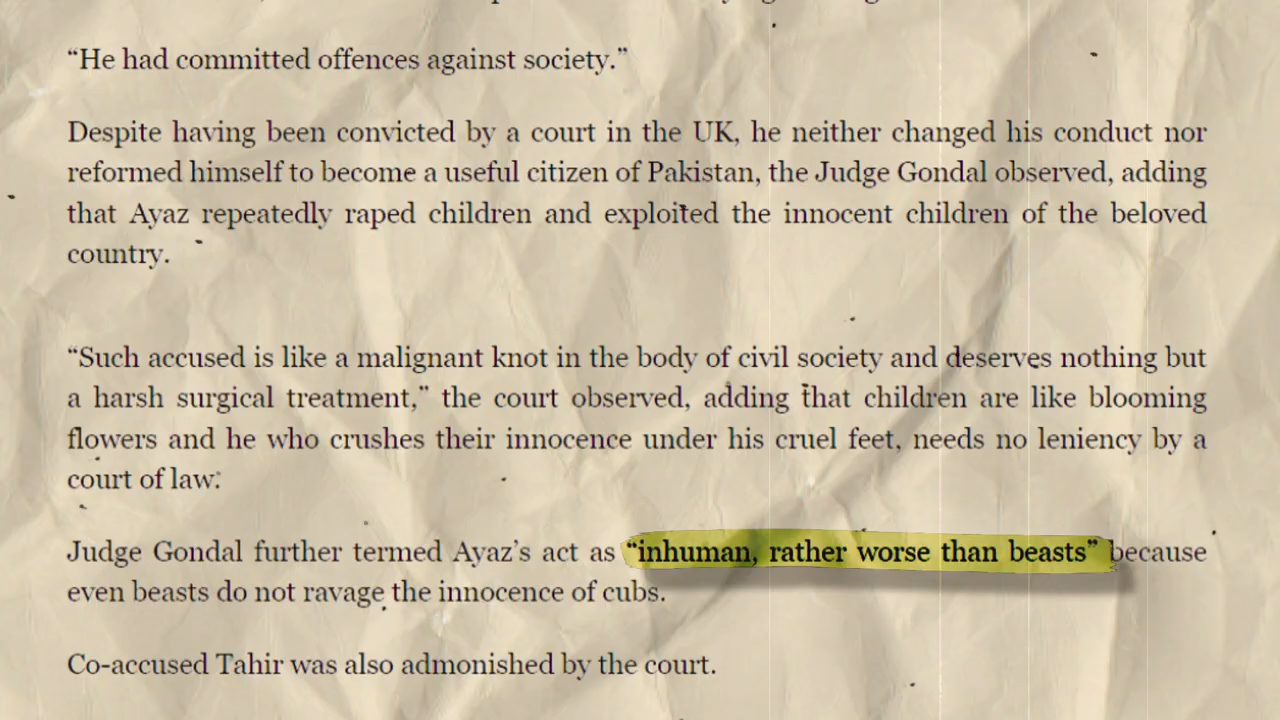 “He had committed offences against society.”
Despite having been convicted by a court in the UK, he neither changed his conduct nor
reformed himself to become a useful citizen of Pakistan, the Judge Gondal observed, adding
that Ayaz repeatedly raped children and exploited the innocent children of the beloved
country.
“Such accused is like a malignant knot in the body of civil society and deserves nothing but
a harsh surgical treatment,” the court observed, adding that children are like blooming
flowers and he who crushes their innocence under his cruel feet, needs no leniency by a
court of law.
Judge Gondal further termed Ayaz’s act as “inhuman, rather worse than beasts” because
even beasts do not ravage the innocence of cubs.
Co-accused Tahir was also admonished by the court.